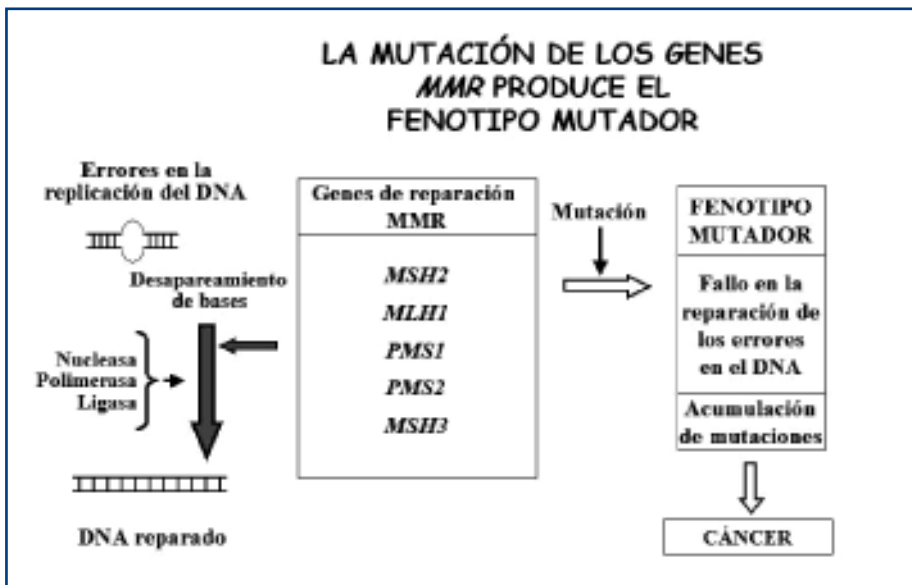 LA MUTACIÓN DE LOS GENES
MMR PRODUCE EL
FENOTIPO MUTADOR
Errores en la
replicación del DNA
Desapareamiento
de bases
Nucleasa
Polimerasa
Ligasa
DNA reparado
Genes de reparación
MMR
MSH2
MLH1
PMS1
PMS2
MSH3
Mutación
FENOTIPO
MUTADOR
Fallo en la
reparación de
los errores
en el DNA
Acumulación
de mutaciones
CÁNCER